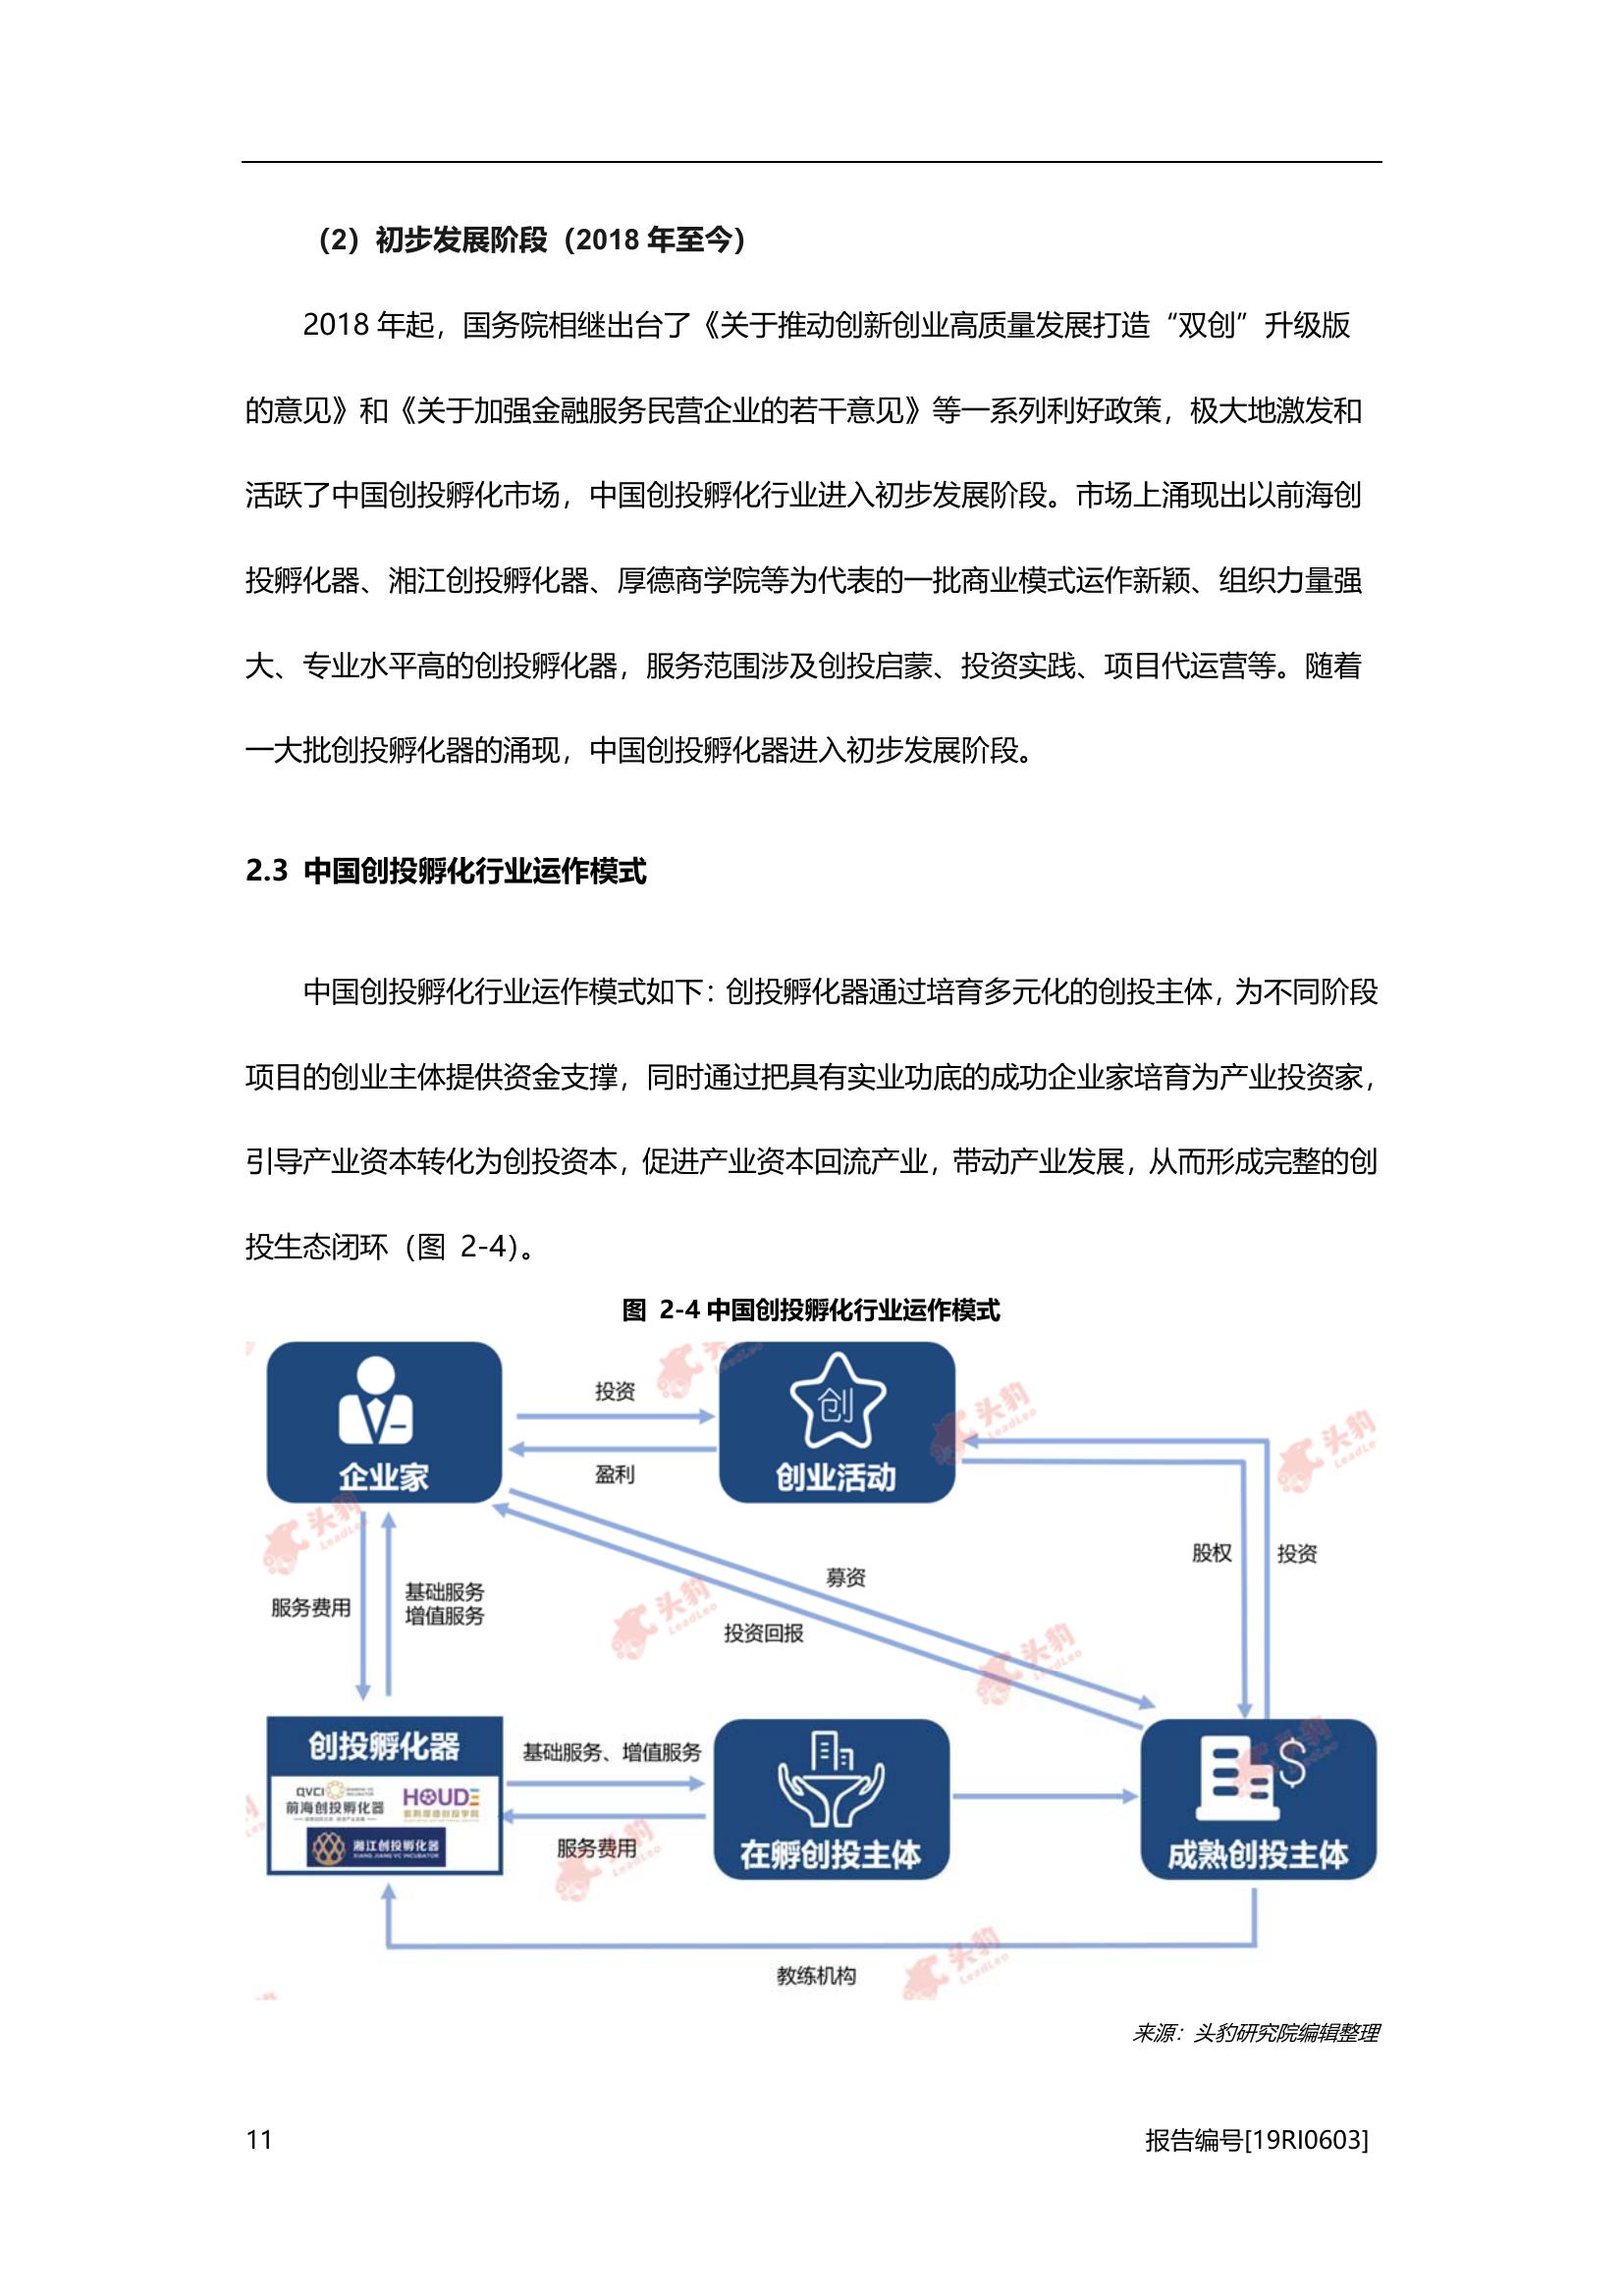 （2）初步发展阶段（2018 年至今）
2018 年起，国务院相继出台了《关于推动创新创业高质量发展打造“双创”升级版
的意见》和《关于加强金融服务民营企业的若干意见》等一系列利好政策，极大地激发和
活跃了中国创投孵化市场，中国创投孵化行业进入初步发展阶段。市场上涌现出以前海创
投孵化器、湘江创投孵化器、厚德商学院等为代表的一批商业模式运作新颖、组织力量强
大、专业水平高的创投孵化器，服务范围涉及创投启蒙、投资实践、项目代运营等。随着
一大批创投孵化器的涌现，中国创投孵化器进入初步发展阶段。
2.3 中国创投孵化行业运作模式
中国创投孵化行业运作模式如下：创投孵化器通过培育多元化的创投主体，为不同阶段
项目的创业主体提供资金支撑，同时通过把具有实业功底的成功企业家培育为产业投资家，
引导产业资本转化为创投资本，促进产业资本回流产业，带动产业发展，从而形成完整的创
投生态闭环（图 2-4）。
图 2-4 中国创投孵化行业运作模式
投资
创
企业家
盈利
创业活动
股权
投资
募资
投资回报
服务费用
基础服务
增值服务
创投孵化器
QVCI
前海创投孵化器
HOUDE
湘江创投孵化器
XIANG JIANG VC INCUBATOR
基础服务、增值服务
服务费用
在孵创投主体
$
成熟创投主体
教练机构
头豹
LeadLeo
来源：头豹研究院编辑整理
11
报告编号[19RI0603]